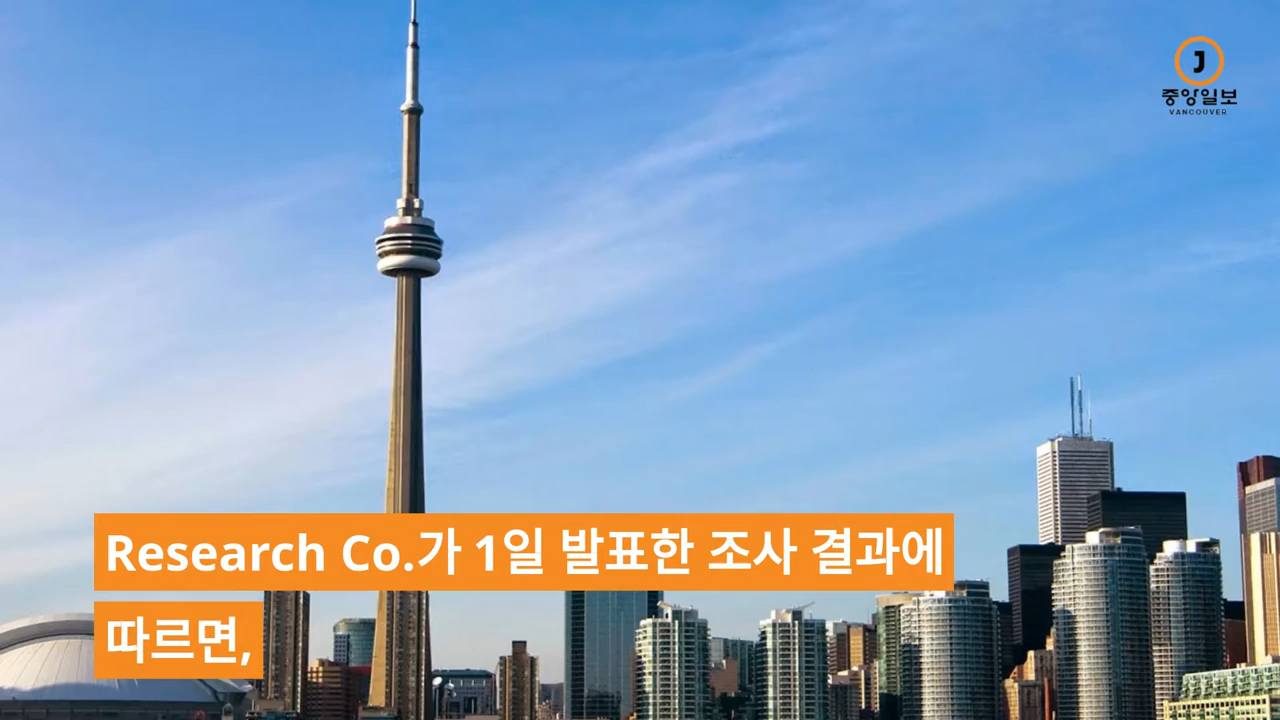 J
중앙일보
VANCOUVER
Research Co.가 1일 발표한 조사 결과에
따르면,